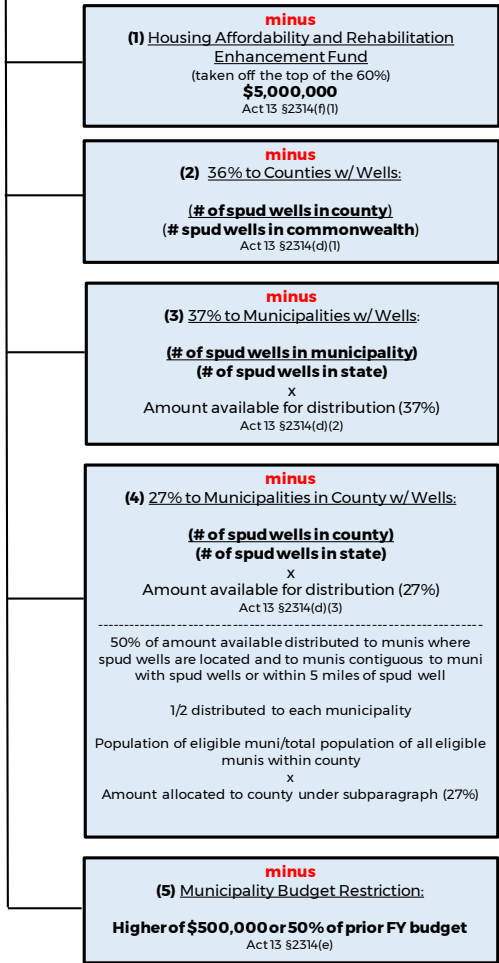 minus
(1) Housing Affordability and Rehabilitation
Enhancement Fund
(taken off the top of the 60%)
$5,000,000
Act 13 §2314(f)(1)
minus
(2) 36% to Counties w/ Wells:
(# of spud wells in county)
(# spud wells in commonwealth)
Act 13 §2314(d)(1)
minus
(3) 37% to Municipalities w/ Wells:
(# of spud wells in municipality)
(# of spud wells in state)
x
Amount available for distribution (37%)
Act 13 §2314(d)(2)
minus
(4) 27% to Municipalities in County w/ Wells:
(# of spud wells in county)
(# of spud wells in state)
x
Amount available for distribution (27%)
Act 13 §2314(d)(3)
--------------------------------------------------------------------------
50% of amount available distributed to munis where
spud wells are located and to munis contiguous to muni
with spud wells or within 5 miles of spud well
1/2 distributed to each municipality
Population of eligible muni/total population of all eligible
munis within county
x
Amount allocated to county under subparagraph (27%)
minus
(5) Municipality Budget Restriction:
Higher of $500,000 or 50% of prior FY budget
Act 13 §2314(e)